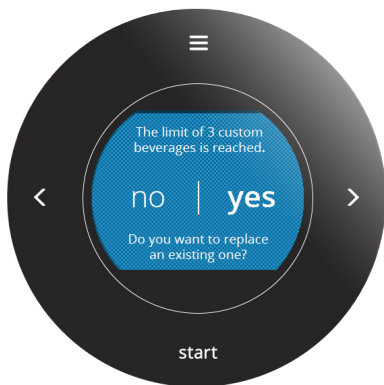 The limit of 3 custom
beverages is reached.
no | yes
Do you want to replace
an existing one?
start